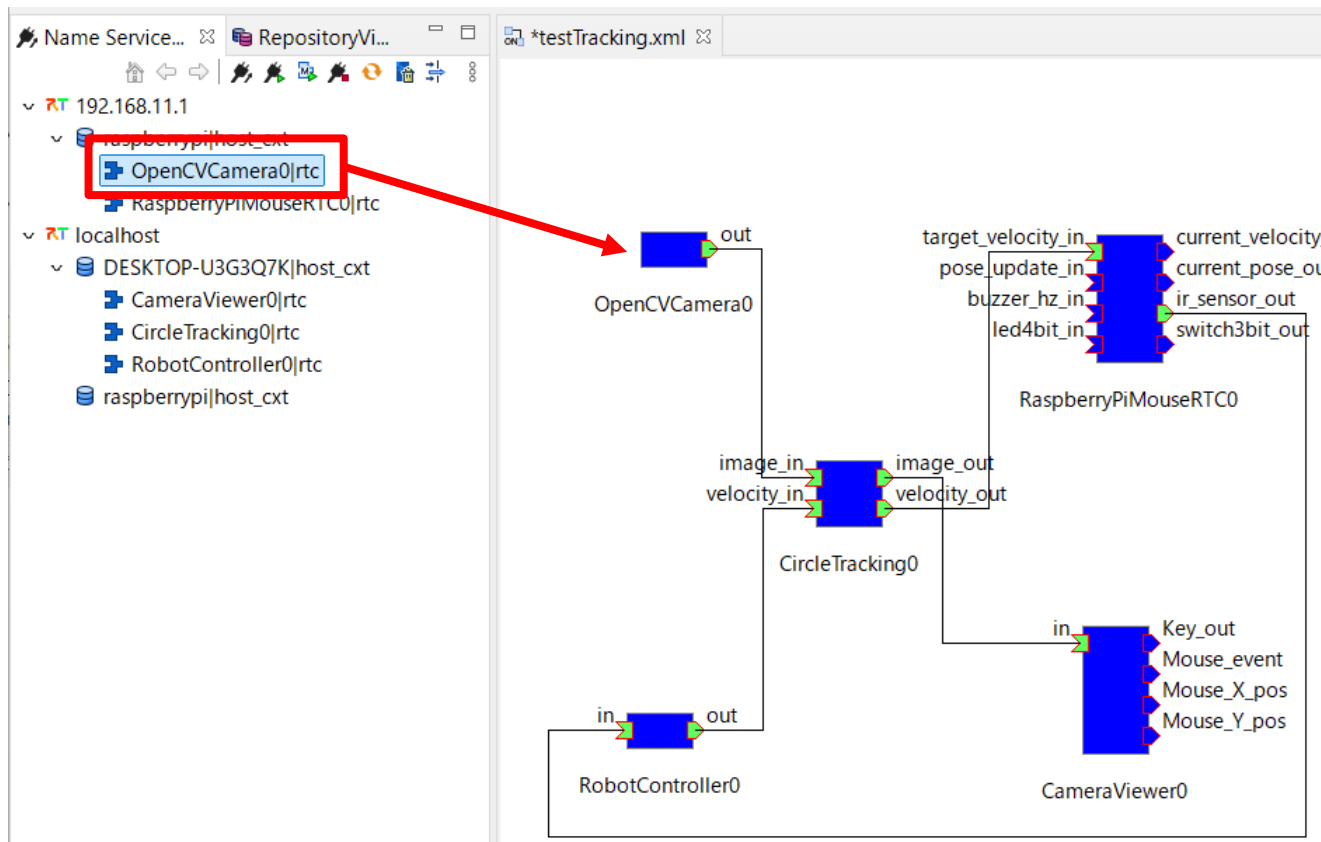 Name Service...
RepositoryVi...
*testTracking.xml
192.168.11.1
raspberrypi|host_cxt
OpenCVCamera0|rtc
RaspberryPiMouseRTC0|rtc
localhost
DESKTOP-U3G3Q7K|host_cxt
CameraViewer0|rtc
CircleTracking0|rtc
RobotController0|rtc
raspberrypi|host_cxt
out
OpenCVCamera0
target_velocity_in
pose_update_in
buzzer_hz_in
led4bit_in
current_velocity
current_pose_ou
ir_sensor_out
switch3bit_out
RaspberryPiMouseRTC0
image_in
velocity_in
image_out
velocity_out
CircleTracking0
in
Key_out
Mouse_event
Mouse_X_pos
Mouse_Y_pos
CameraViewer0
in
out
RobotController0